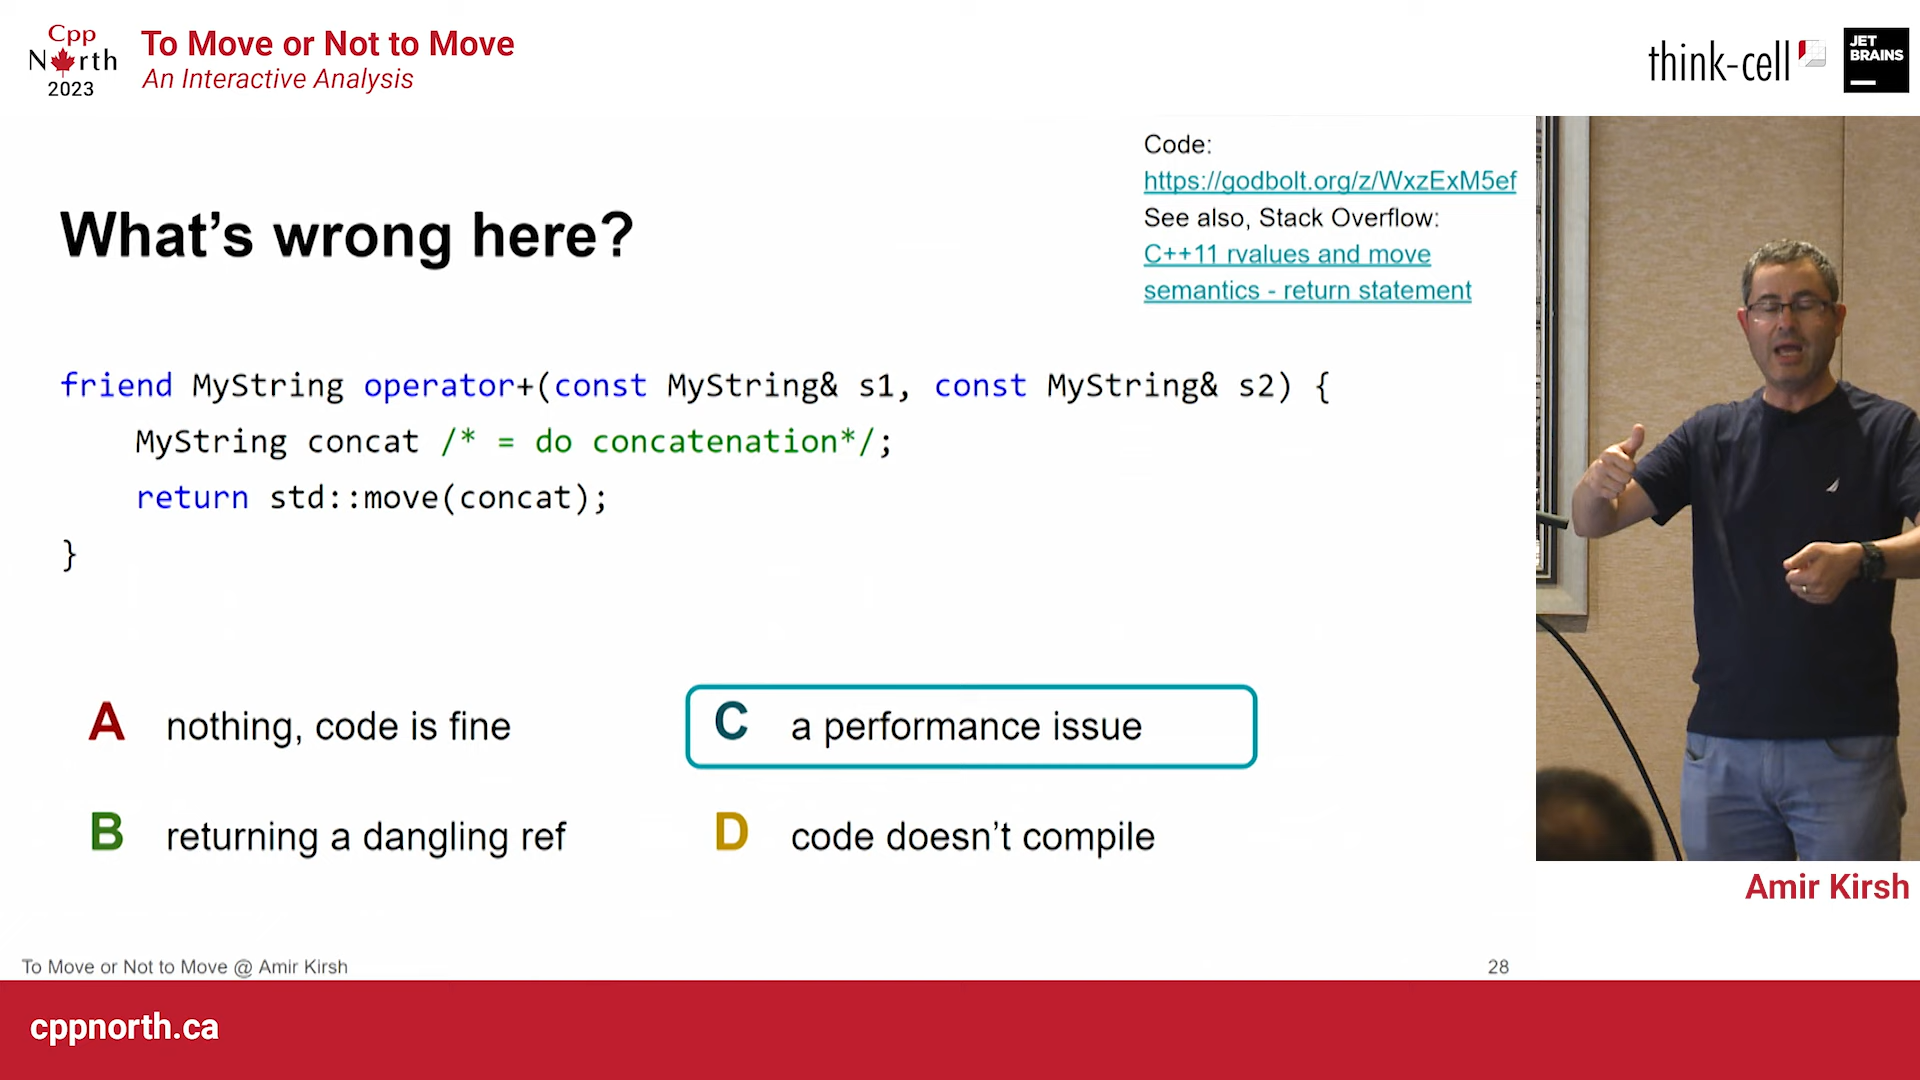 Cpp
North
2023
To Move or Not to Move
An Interactive Analysis
think-cell
JET
BRAINS
Code:
https://godbolt.org/z/WxzExM5ef
See also, Stack Overflow:
C++11 rvalues and move
semantics - return statement
What's wrong here?
friend MyString operator+(const MyString& s1, const MyString& s2) {
MyString concat /* = do concatenation*/;
return std::move(concat);
}
A nothing, code is fine
C a performance issue
B returning a dangling ref
D code doesn't compile
Amir Kirsh
To Move or Not to Move @ Amir Kirsh
28
cppnorth.ca